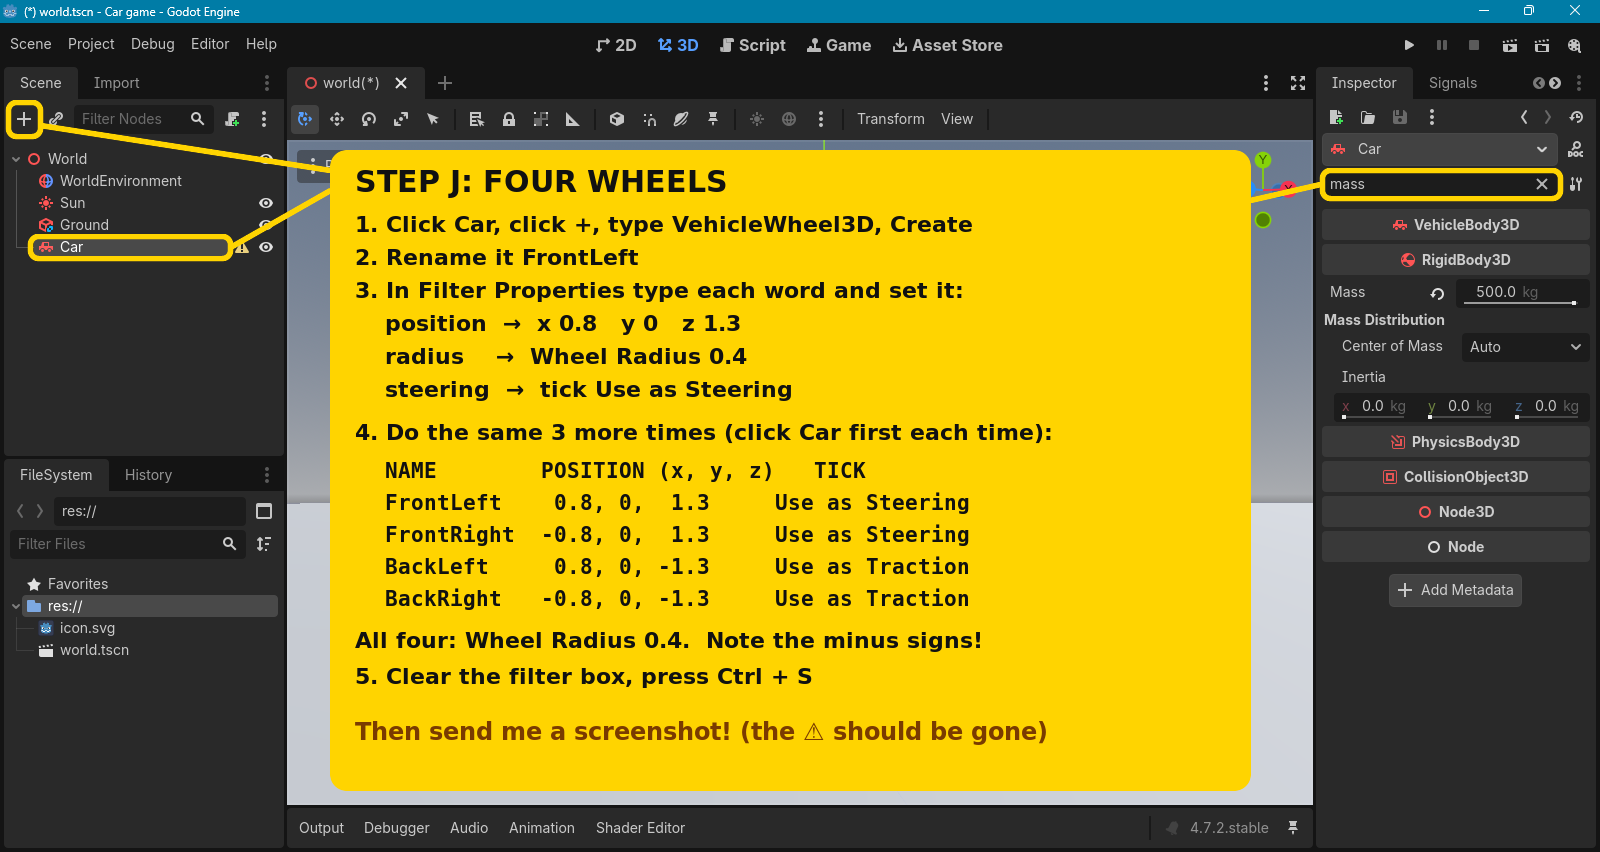 (*) world.tscn - Car game - Godot Engine
Scene Project Debug Editor Help
2D 3D Script Game Asset Store
Scene Import
world(*)
Inspector Signals
Filter Nodes
Transform View
Car
mass
World
WorldEnvironment
Sun
Ground
Car
Y
STEP J: FOUR WHEELS
1. Click Car, click +, type VehicleWheel3D, Create
2. Rename it FrontLeft
3. In Filter Properties type each word and set it:
position → x 0.8 y 0 z 1.3
radius → Wheel Radius 0.4
steering → tick Use as Steering
4. Do the same 3 more times (click Car first each time):
NAME POSITION (x, y, z) TICK
FrontLeft 0.8, 0, 1.3 Use as Steering
FrontRight -0.8, 0, 1.3 Use as Steering
BackLeft 0.8, 0, -1.3 Use as Traction
BackRight -0.8, 0, -1.3 Use as Traction
All four: Wheel Radius 0.4. Note the minus signs!
5. Clear the filter box, press Ctrl + S
Then send me a screenshot! (the ⚠ should be gone)
VehicleBody3D
RigidBody3D
Mass 500.0 kg
Mass Distribution
Center of Mass Auto
Inertia
x 0.0 kg y 0.0 kg z 0.0 kg
PhysicsBody3D
CollisionObject3D
Node3D
Node
Add Metadata
FileSystem History
res://
Filter Files
Favorites
res://
icon.svg
world.tscn
Output Debugger Audio Animation Shader Editor
4.7.2.stable